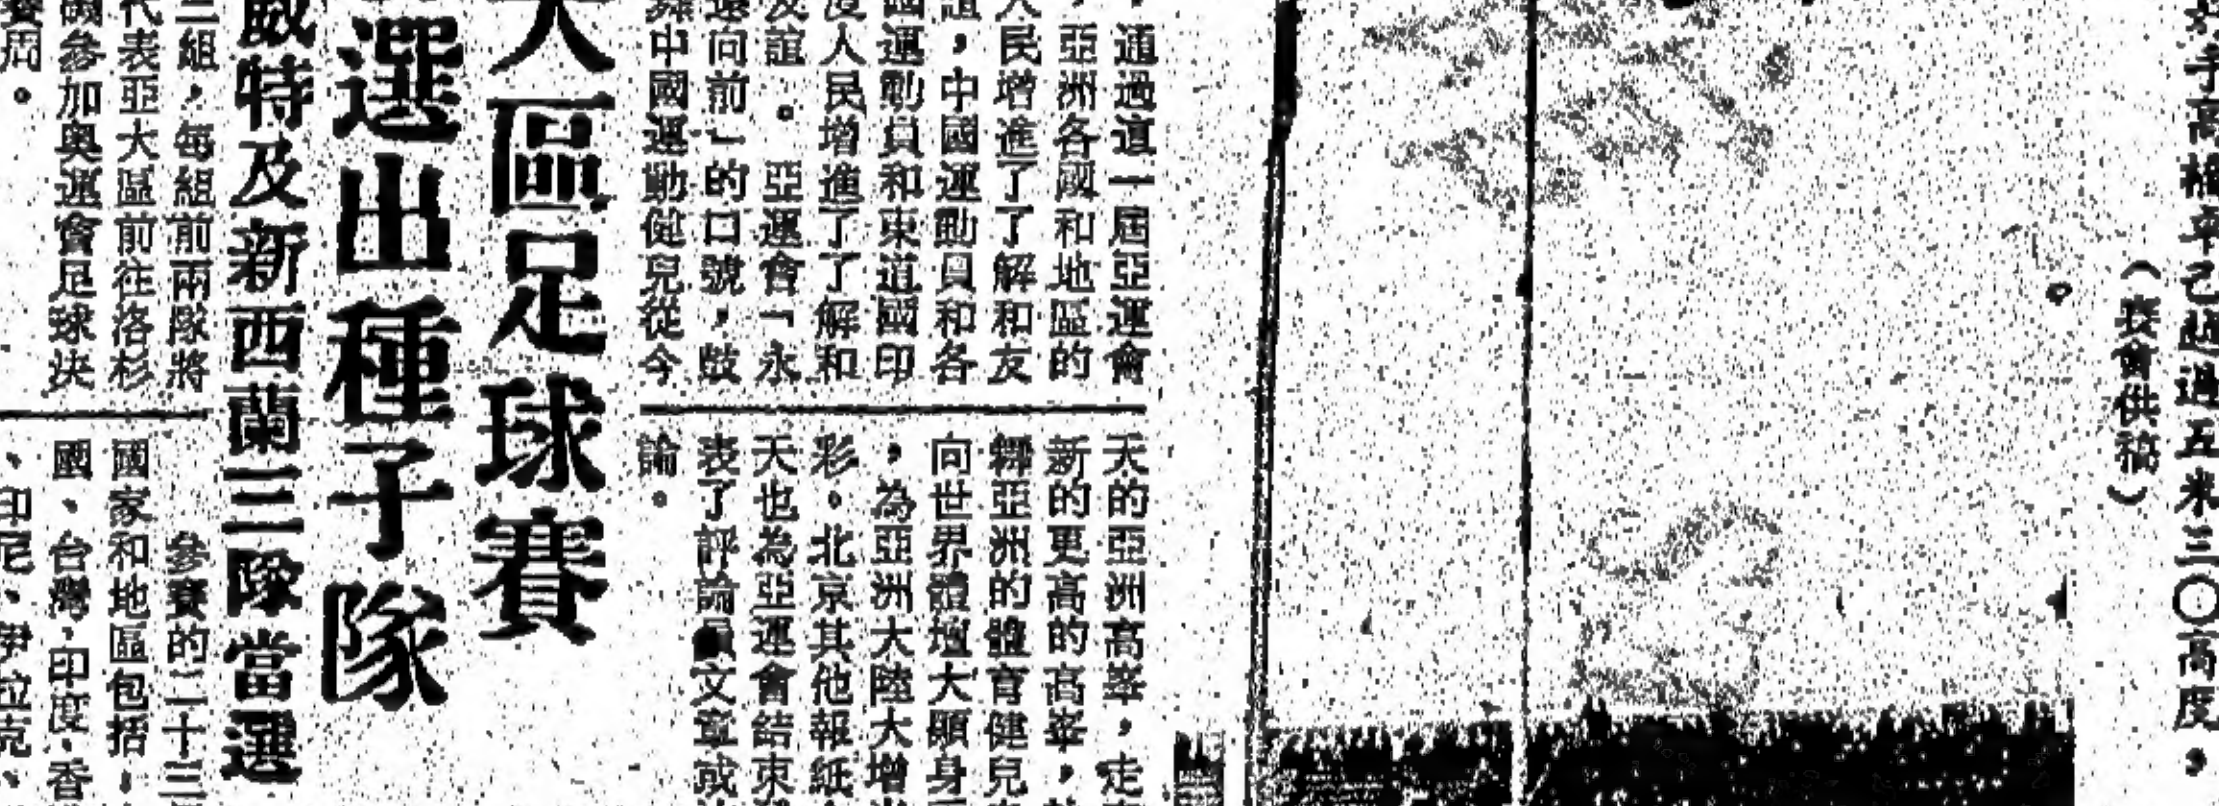 手高
已越過五米三〇高度，
（賽會供稿）
，通過這一屆亞運會
，亞洲各國和地區的
人民增進了了解和友
誼，中國運動員和各
國運動員和東道國印
度人民增進了了解和
友誼。亞運會「永
遠向前」的口號，鼓
舞中國運動健兒從今
天的亞洲高峯，走
新的更高的高峯，
舞亞洲的體育健兒
向世界體壇大顯身
，為亞洲大陸大增
彩。北京其他報紙
天也為亞運會結束
表了評論員文章或
論。
大區足球賽
選出種子隊
威特及新西蘭三隊當選
三組，每組前兩隊將
代表亞大區前往洛杉
參加奧運會足球決
賽周。
參賽的二十三
國家和地區包括，
國、台灣、印度、香
、印尼、伊拉克、